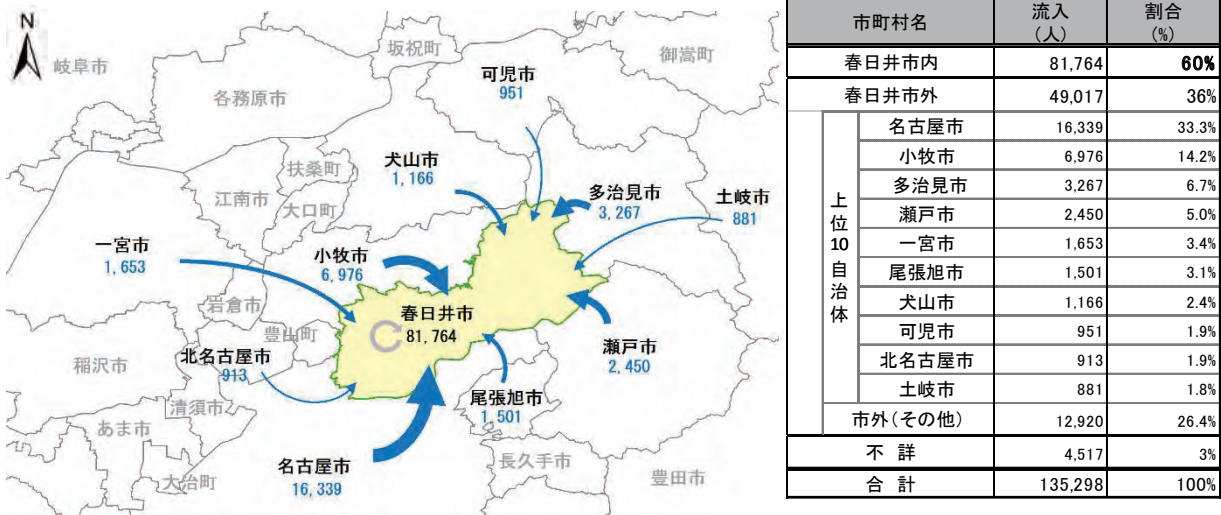 N
坂祝町
御嵩町
岐阜市
可児市
951
各務原市
犬山市
1,166
扶桑町
多治見市
3,267
土岐市
881
江南市
大口町
一宮市
1,653
小牧市
6,976
岩倉市
春日井市
81,764
豊山町
北名古屋市
913
瀬戸市
2,450
稲沢市
尾張旭市
1,501
清須市
あま市
名古屋市
16,339
長久手市
大治町
豊田市
市町村名 流入(人) 割合(%)
春日井市内 81,764 60%
春日井市外 49,017 36%
上位10自治体
名古屋市 16,339 33.3%
小牧市 6,976 14.2%
多治見市 3,267 6.7%
瀬戸市 2,450 5.0%
一宮市 1,653 3.4%
尾張旭市 1,501 3.1%
犬山市 1,166 2.4%
可児市 951 1.9%
北名古屋市 913 1.9%
土岐市 881 1.8%
市外(その他) 12,920 26.4%
不 詳 4,517 3%
合 計 135,298 100%